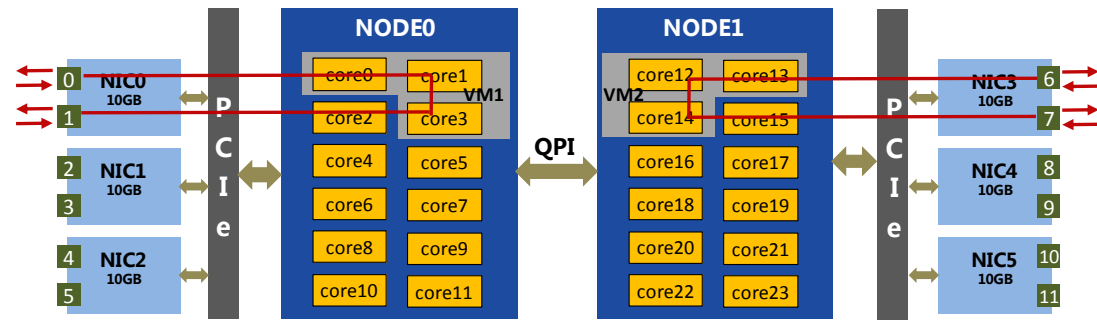 NODE0
NODE1
0
NIC0
10GB
1
2
NIC1
10GB
3
4
NIC2
10GB
5
PCIe
core0
core1
VM1
core2
core3
core4
core5
core6
core7
core8
core9
core10
core11
QPI
core12
core13
VM2
core14
core15
core16
core17
core18
core19
core20
core21
core22
core23
PCIe
NIC3
10GB
6
7
NIC4
10GB
8
9
NIC5
10GB
10
11